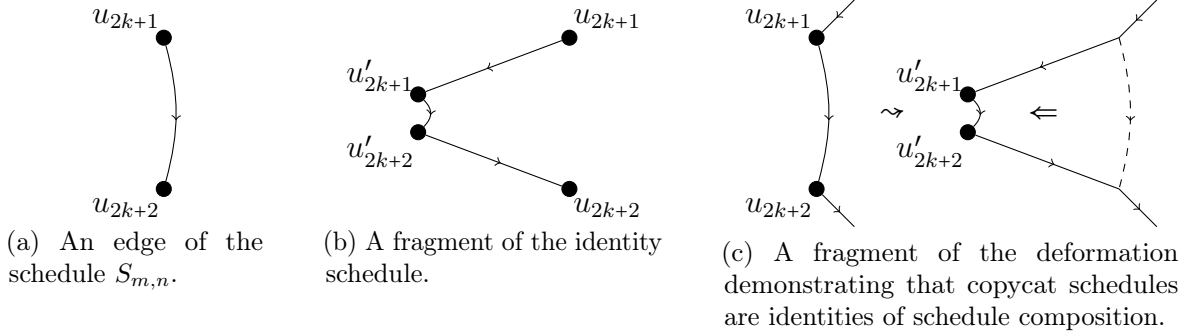 u_{2k+1}
u_{2k+2}
(a) An edge of the
schedule S_{m,n}.
u_{2k+1}
u'_{2k+1}
u'_{2k+2}
u_{2k+2}
(b) A fragment of the identity
schedule.
u_{2k+1}
u'_{2k+1}
⤳ ⇐
u'_{2k+2}
u_{2k+2}
(c) A fragment of the deformation
demonstrating that copycat schedules
are identities of schedule composition.